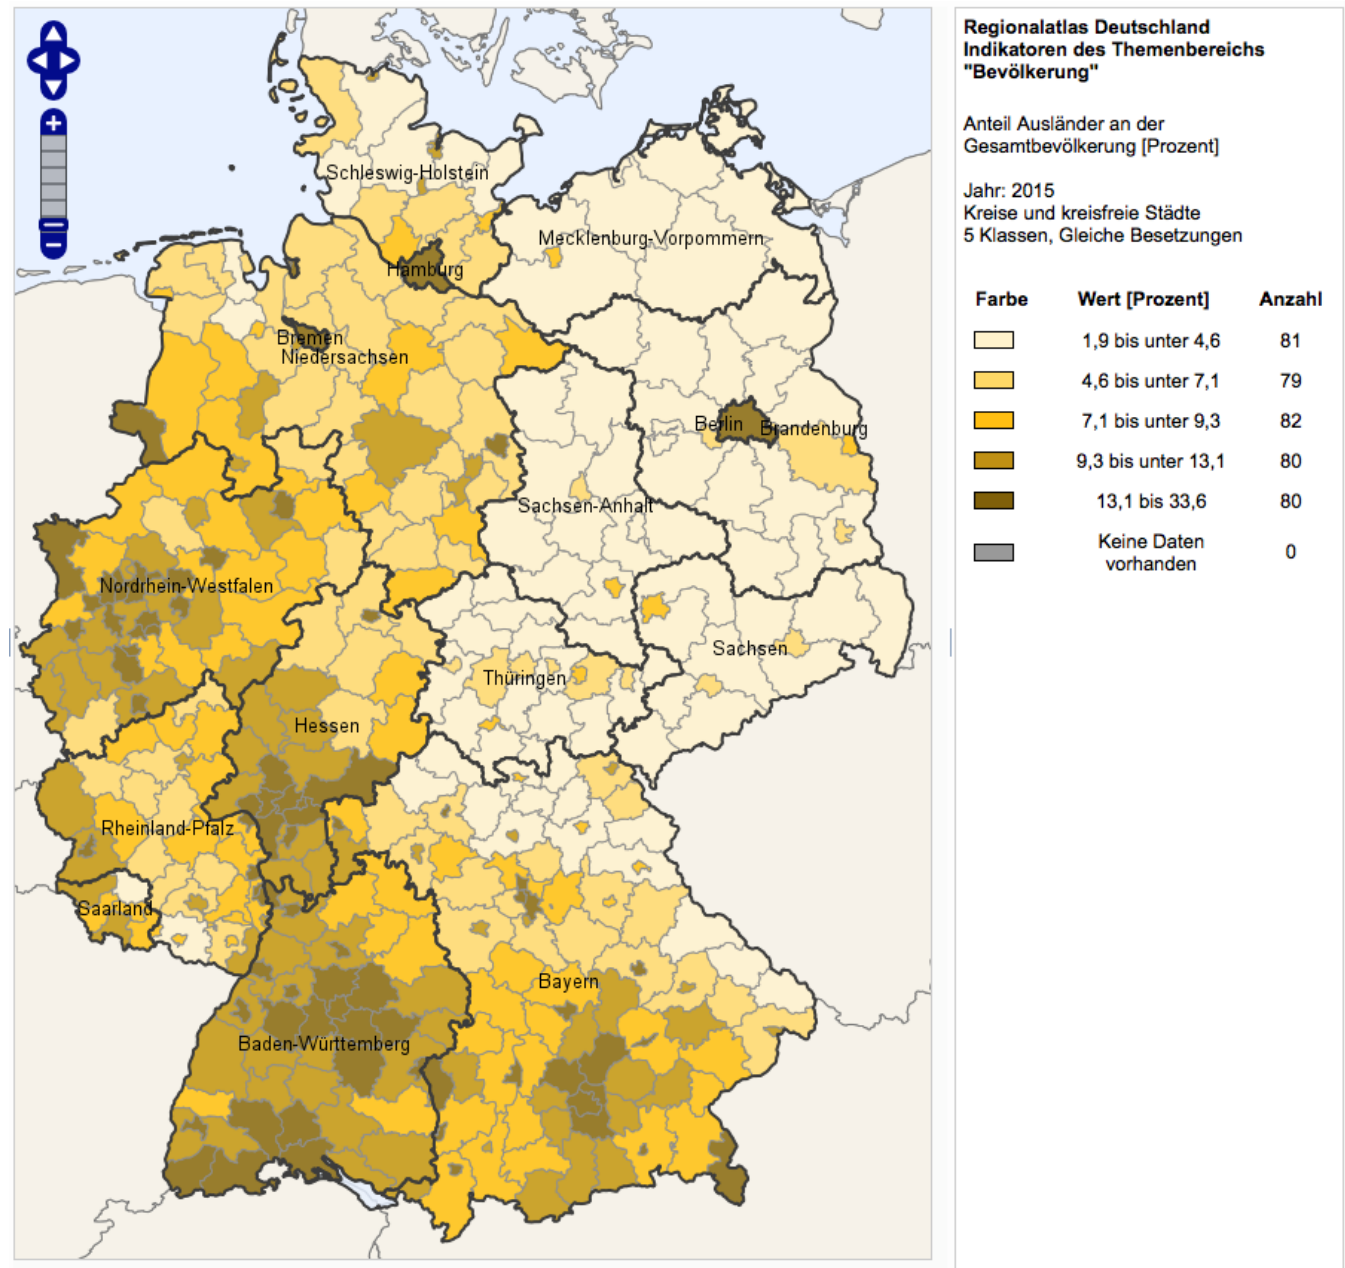 Schleswig-Holstein
Mecklenburg-Vorpommern
Hamburg
Bremen
Niedersachsen
Berlin
Brandenburg
Sachsen-Anhalt
Nordrhein-Westfalen
Sachsen
Thüringen
Hessen
Rheinland-Pfalz
Saarland
Bayern
Baden-Württemberg
Regionalatlas Deutschland
Indikatoren des Themenbereichs
"Bevölkerung"
Anteil Ausländer an der
Gesamtbevölkerung [Prozent]
Jahr: 2015
Kreise und kreisfreie Städte
5 Klassen, Gleiche Besetzungen
Farbe Wert [Prozent] Anzahl
1,9 bis unter 4,6 81
4,6 bis unter 7,1 79
7,1 bis unter 9,3 82
9,3 bis unter 13,1 80
13,1 bis 33,6 80
Keine Daten
vorhanden 0